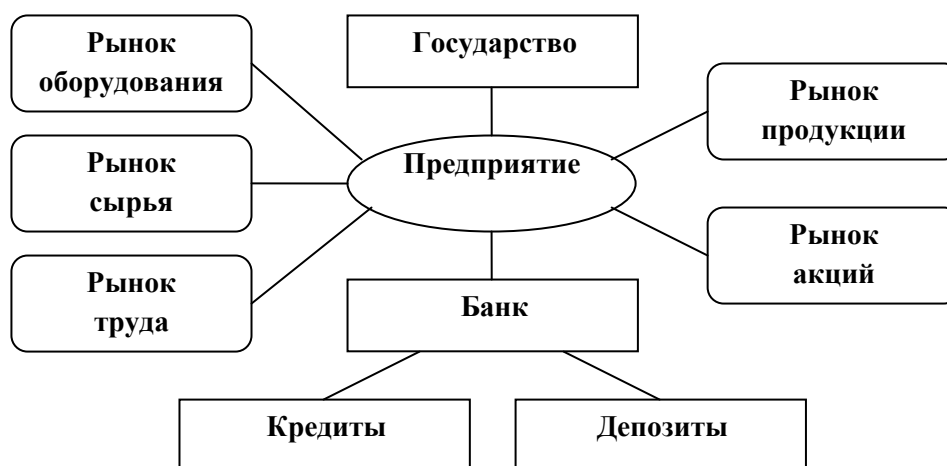 Рынок
оборудования
Государство
Рынок
продукции
Предприятие
Рынок
сырья
Рынок
акций
Рынок
труда
Банк
Кредиты
Депозиты